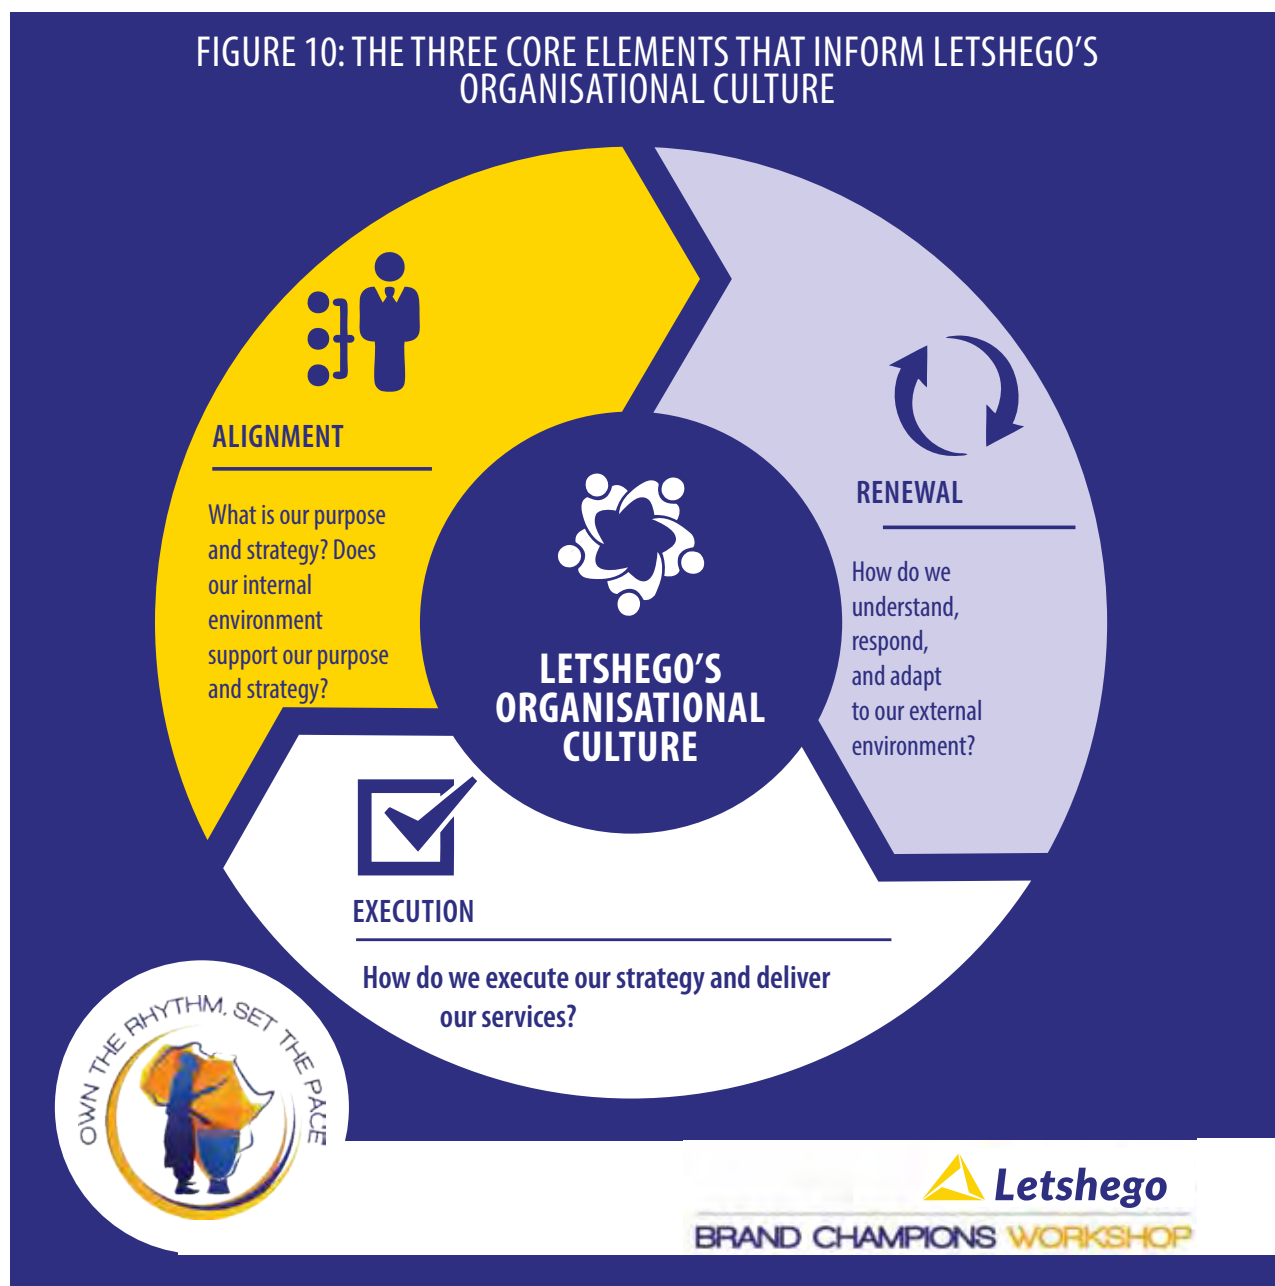 FIGURE 10: THE THREE CORE ELEMENTS THAT INFORM LETSHEGO'S
ORGANISATIONAL CULTURE
ALIGNMENT
What is our purpose
and strategy? Does
our internal
environment
support our purpose
and strategy?
RENEWAL
How do we
understand,
respond,
and adapt
to our external
environment?
LETSHEGO'S
ORGANISATIONAL
CULTURE
EXECUTION
How do we execute our strategy and deliver
our services?
OWN THE RHYTHM, SET THE PACE
Letshego
BRAND CHAMPIONS WORKSHOP